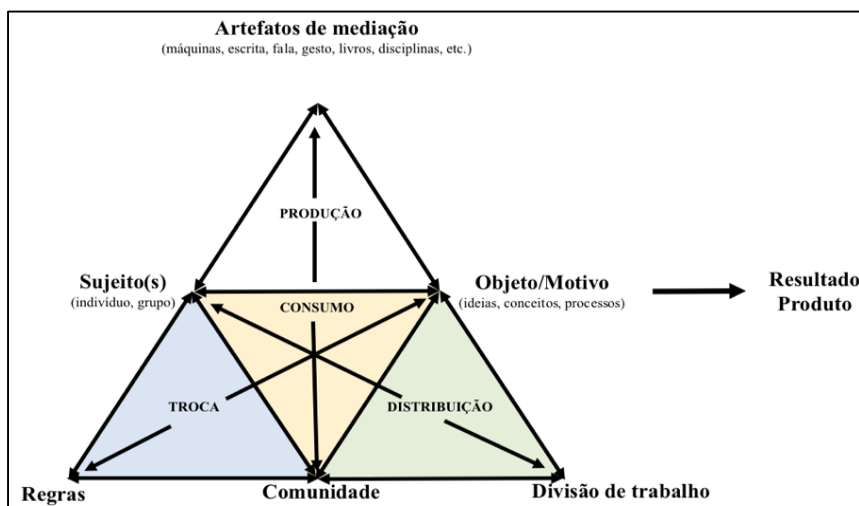 Artefatos de mediação
(máquinas, escrita, fala, gesto, livros, disciplinas, etc.)
PRODUÇÃO
Sujeito(s)
(indivíduo, grupo)
Objeto/Motivo
(ideias, conceitos, processos)
Resultado
Produto
CONSUMO
TROCA
DISTRIBUIÇÃO
Regras
Comunidade
Divisão de trabalho